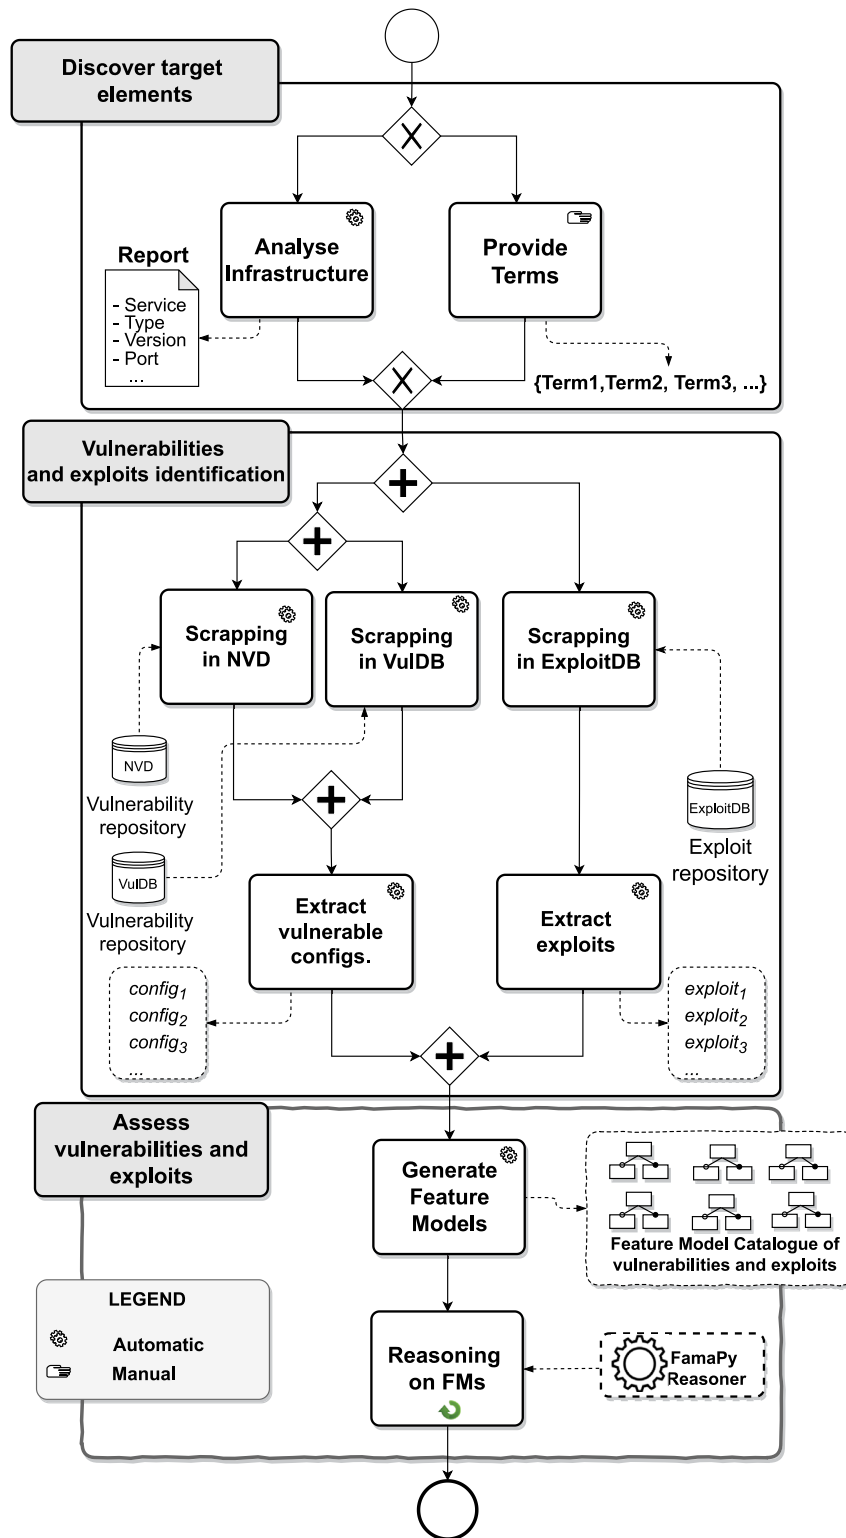 Discover target
elements
Analyse
Infrastructure
Provide
Terms
Report
- Service
- Type
- Version
- Port
...
{Term1,Term2, Term3, ...}
Vulnerabilities
and exploits identification
Scrapping
in NVD
Scrapping
in VulDB
Scrapping
in ExploitDB
NVD
Vulnerability
repository
ExploitDB
Exploit
repository
VulDB
Vulnerability
repository
Extract
vulnerable
configs.
Extract
exploits
config1
config2
config3
...
exploit1
exploit2
exploit3
...
Assess
vulnerabilities and
exploits
Generate
Feature
Models
Feature Model Catalogue of
vulnerabilities and exploits
LEGEND
Automatic
Manual
Reasoning
on FMs
FamaPy
Reasoner